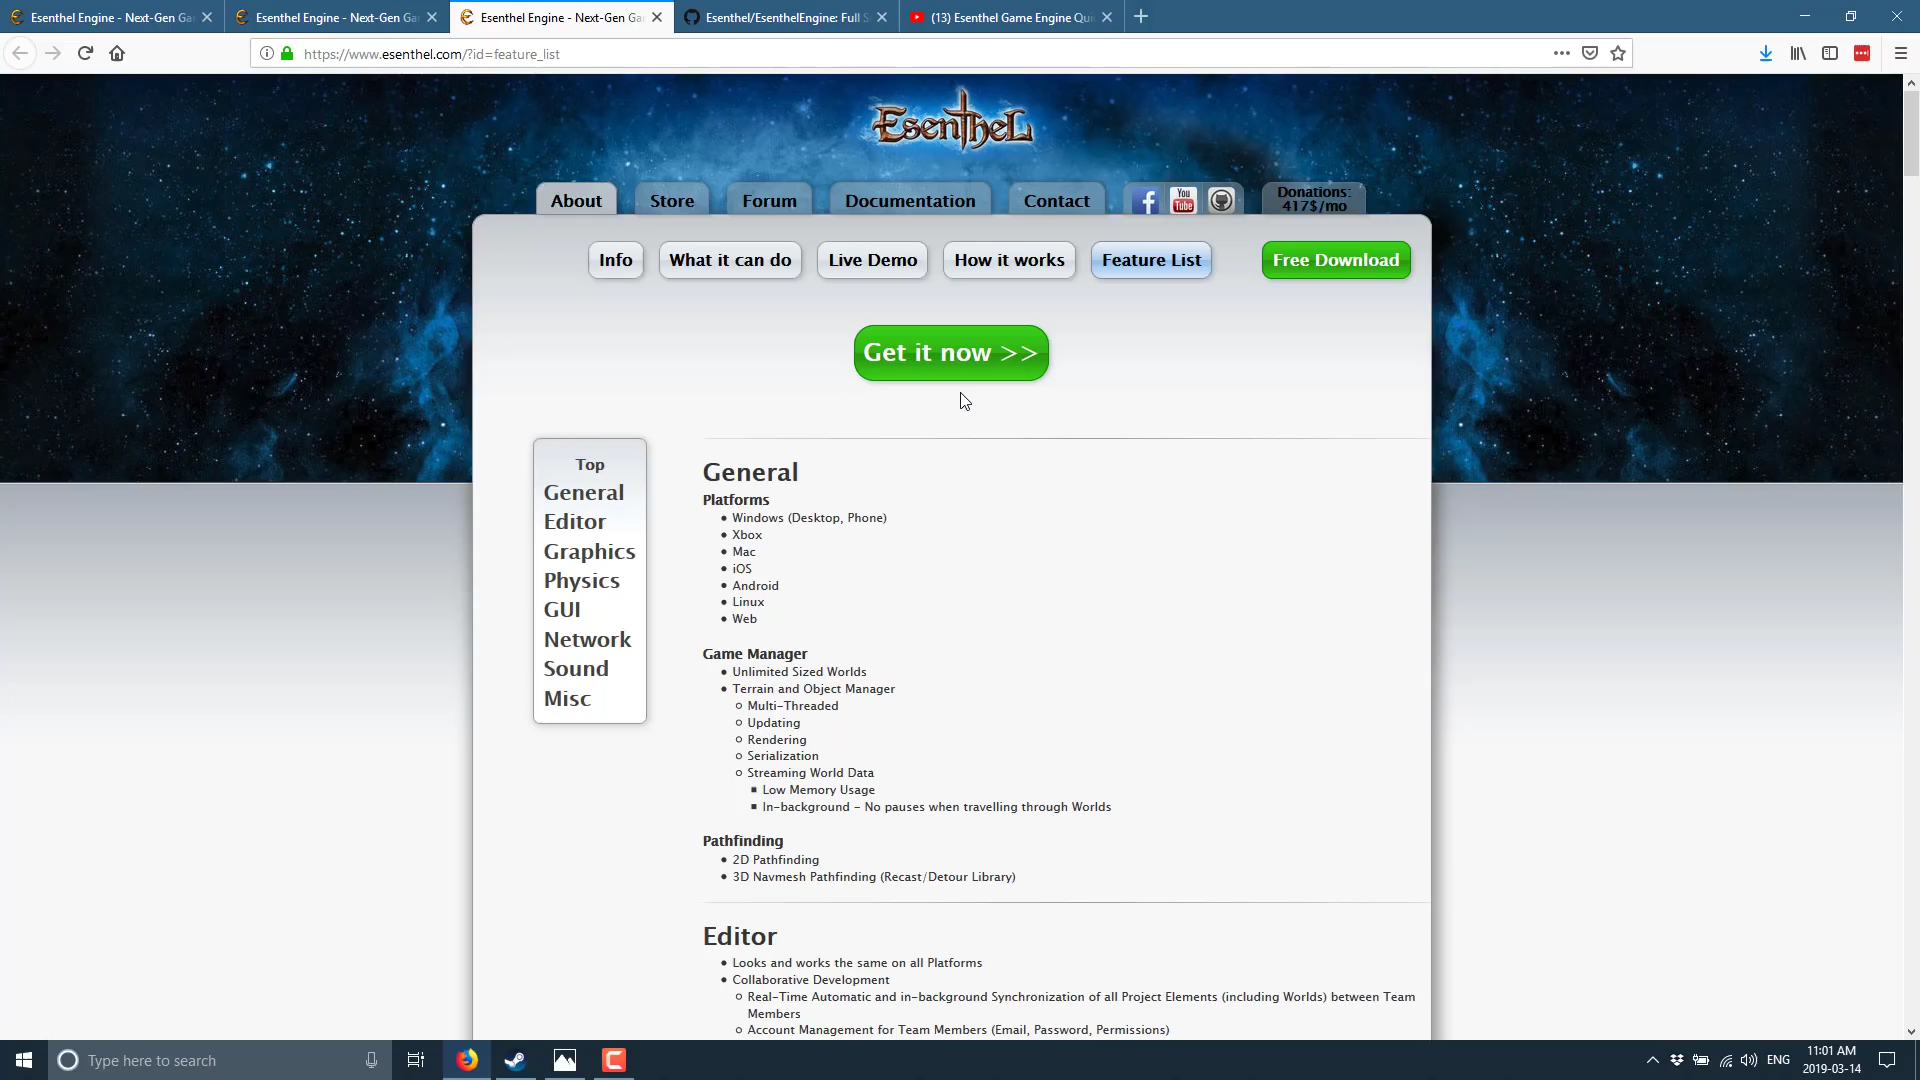 Esenthel Engine - Next-Gen Ga
Esenthel Engine - Next-Gen Ga
Esenthel Engine - Next-Gen Ga
Esenthel/EsenthelEngine: Full S
(13) Esenthel Game Engine Qui
https://www.esenthel.com/?id=feature_list
Esenthel
About
Store
Forum
Documentation
Contact
f
You
Tube
Donations:
417$/mo
Info
What it can do
Live Demo
How it works
Feature List
Free Download
Get it now >>
Top
General
Editor
Graphics
Physics
GUI
Network
Sound
Misc
General
Platforms
Windows (Desktop, Phone)
Xbox
Mac
iOS
Android
Linux
Web
Game Manager
Unlimited Sized Worlds
Terrain and Object Manager
Multi-Threaded
Updating
Rendering
Serialization
Streaming World Data
Low Memory Usage
In-background - No pauses when travelling through Worlds
Pathfinding
2D Pathfinding
3D Navmesh Pathfinding (Recast/Detour Library)
Editor
Looks and works the same on all Platforms
Collaborative Development
Real-Time Automatic and in-background Synchronization of all Project Elements (including Worlds) between Team
Members
Account Management for Team Members (Email, Password, Permissions)
Type here to search
ENG
11:01 AM
2019-03-14